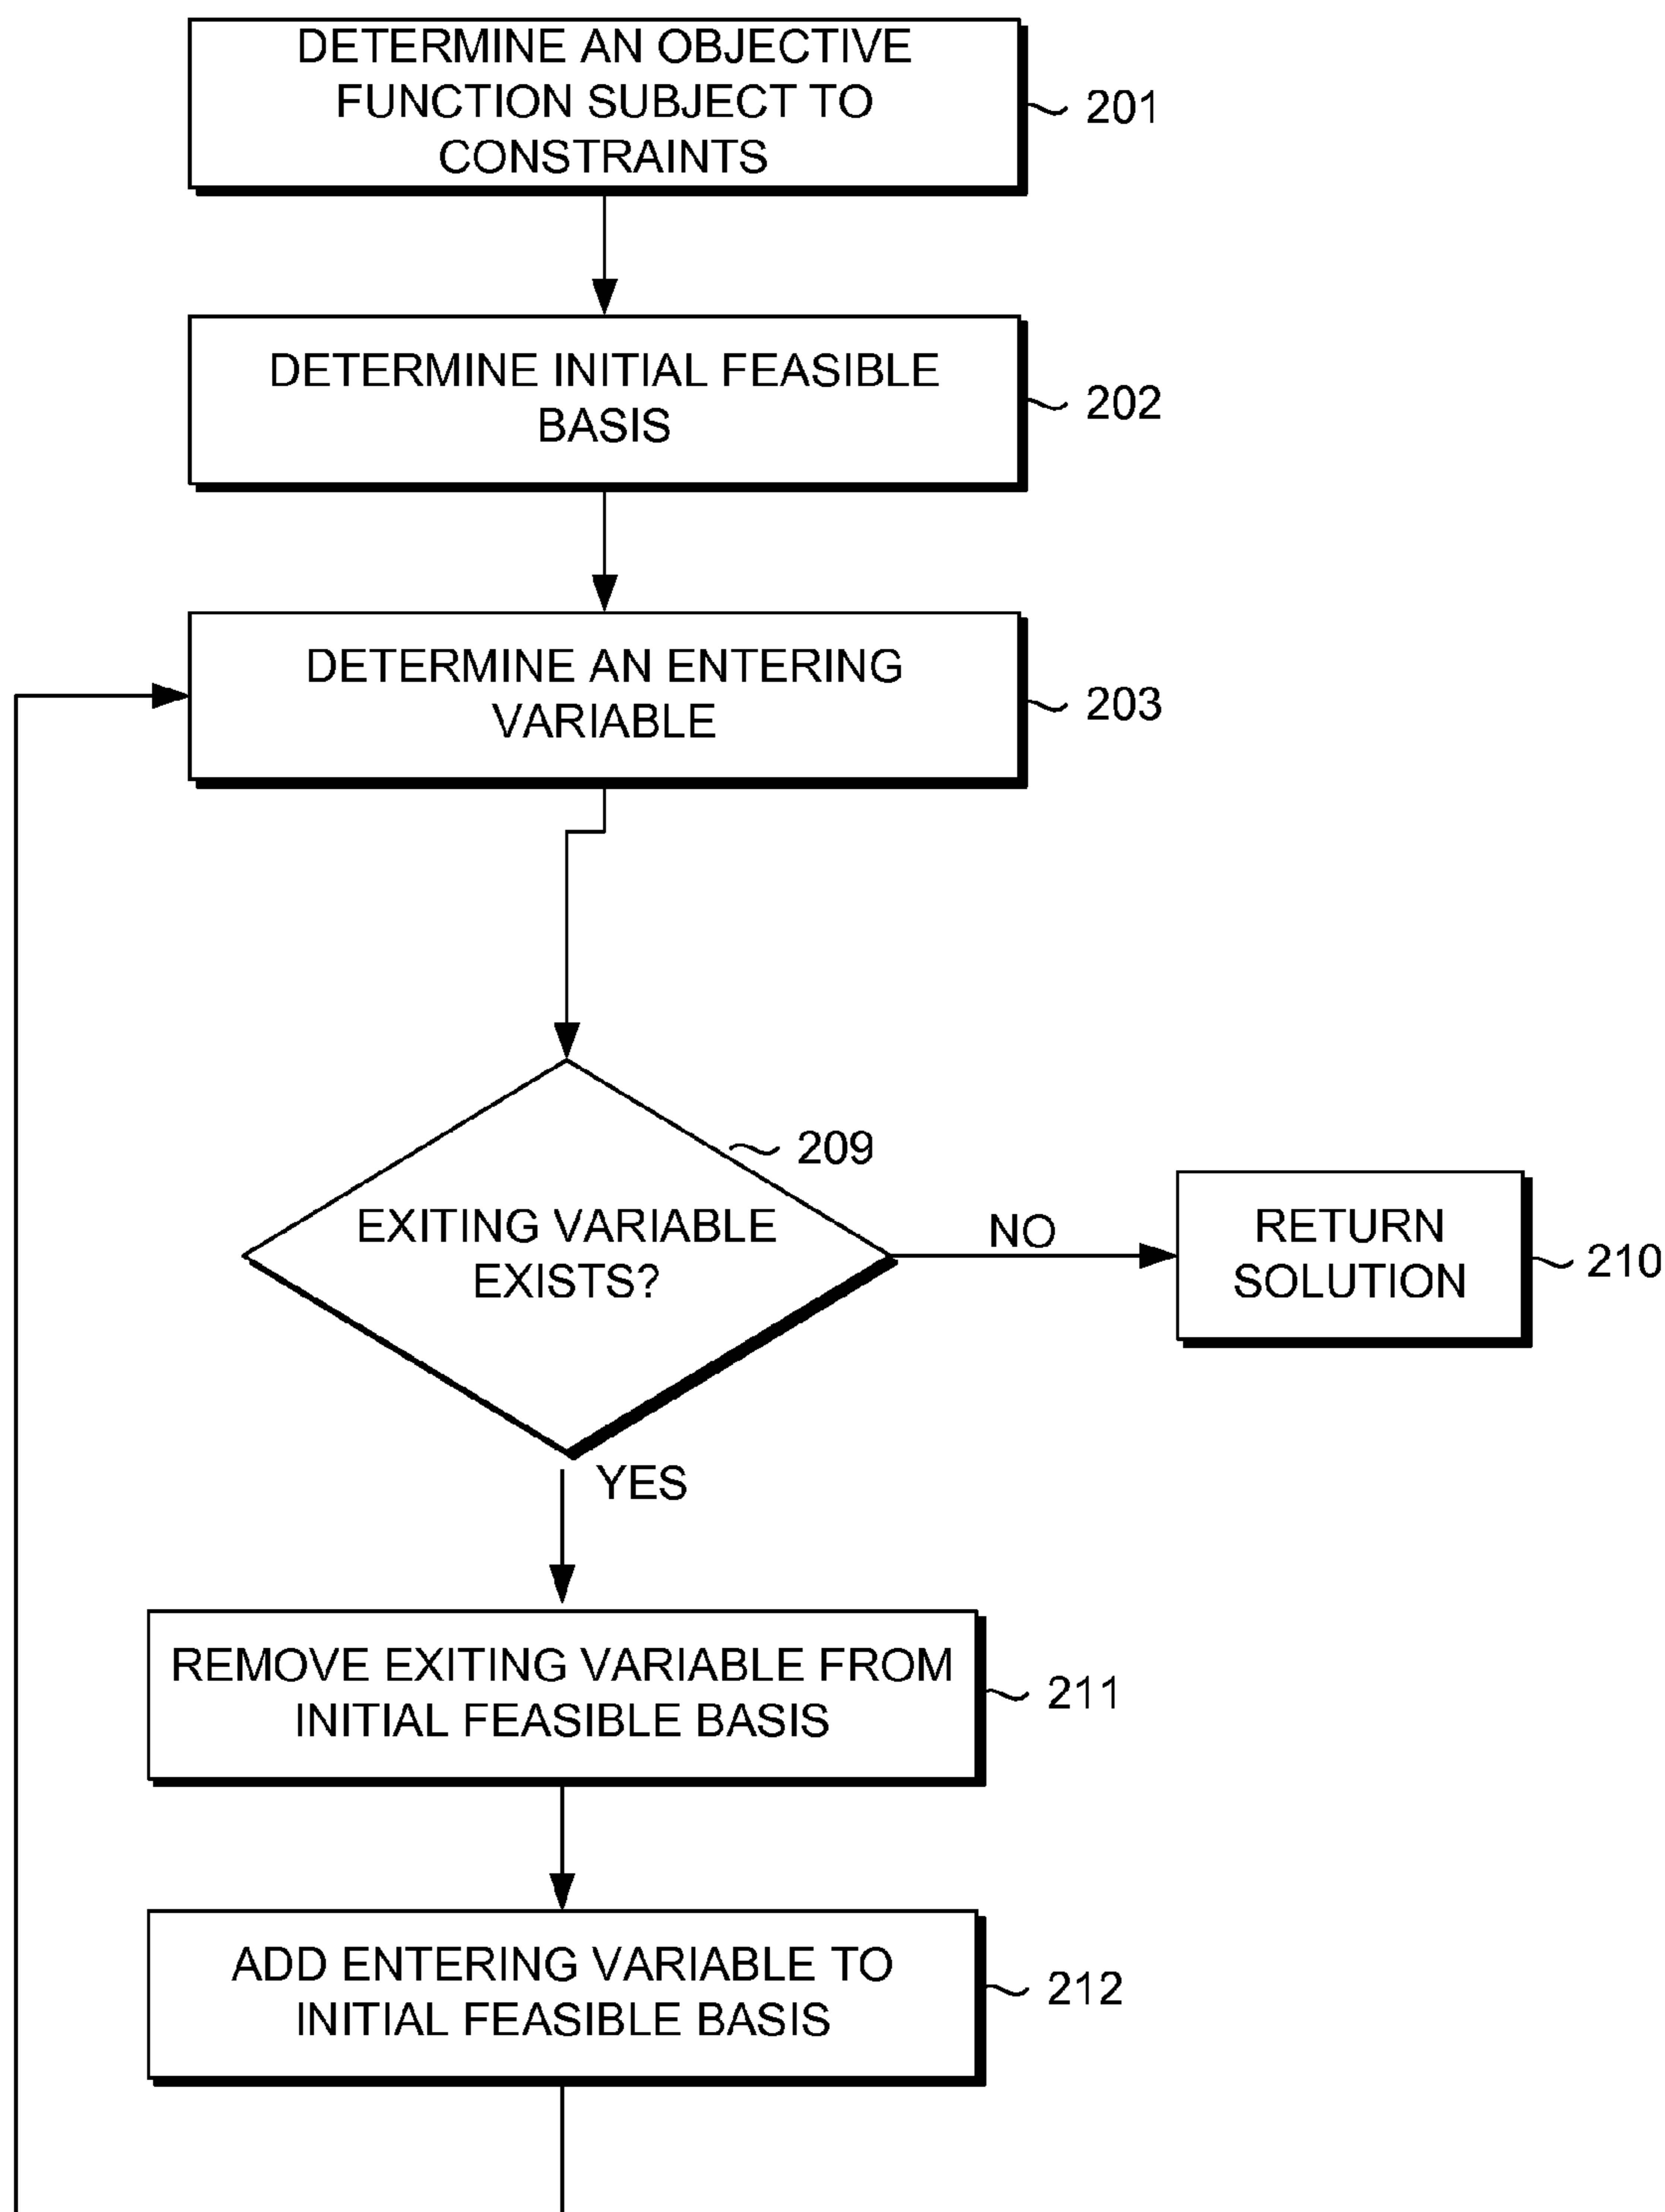 DETERMINE AN OBJECTIVE
FUNCTION SUBJECT TO
CONSTRAINTS
201
DETERMINE INITIAL FEASIBLE
BASIS
202
DETERMINE AN ENTERING
VARIABLE
203
209
EXITING VARIABLE
EXISTS?
NO
RETURN
SOLUTION
210
YES
REMOVE EXITING VARIABLE FROM
INITIAL FEASIBLE BASIS
211
ADD ENTERING VARIABLE TO
INITIAL FEASIBLE BASIS
212